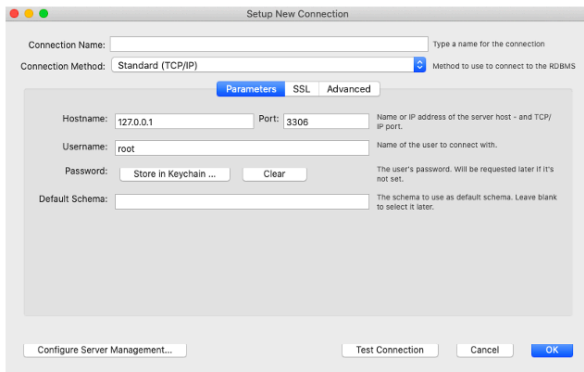 Setup New Connection
Connection Name:
Type a name for the connection
Connection Method: Standard (TCP/IP)
Method to use to connect to the RDBMS
Parameters SSL Advanced
Hostname: 127.0.0.1 Port: 3306
Name or IP address of the server host - and TCP/
IP port.
Username: root
Name of the user to connect with.
Password: Store in Keychain ... Clear
The user's password. Will be requested later if it's
not set.
Default Schema:
The schema to use as default schema. Leave blank
to select it later.
Configure Server Management... Test Connection Cancel OK